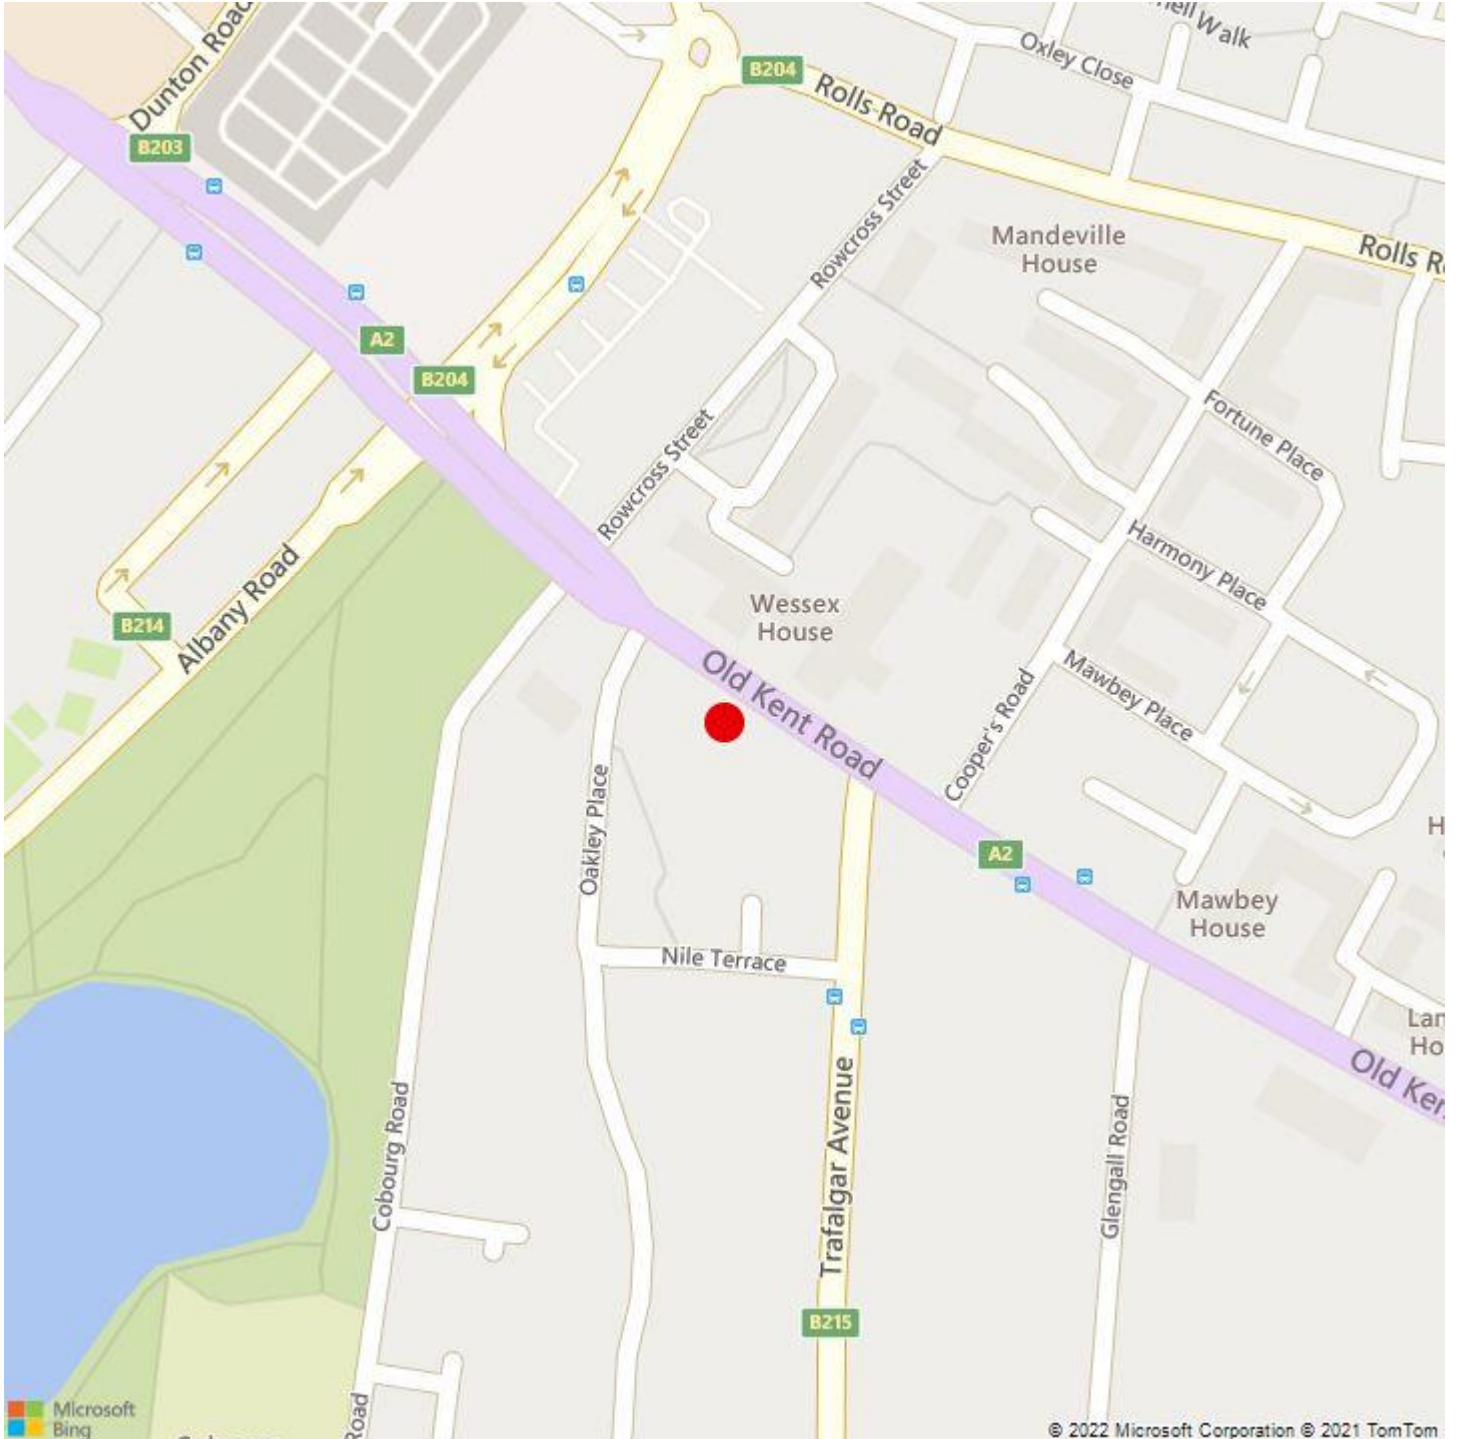 nell Walk
Oxley Close
Dunton Road
B204
Rolls Road
B203
Rowcross Street
Mandeville
House
Rolls R
A2
B204
Fortune Place
Rowcross Street
Harmony Place
Albany Road
B214
Wessex
House
Old Kent Road
Mawbey Place
Cooper's Road
Oakley Place
H
A2
Mawbey
House
Nile Terrace
Lan
Ho
Old Ken
Cobourg Road
Trafalgar Avenue
Glengall Road
B215
Microsoft
Bing
Road
© 2022 Microsoft Corporation © 2021 TomTom